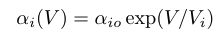 α_i(V) = α_{io} exp(V/V_i)